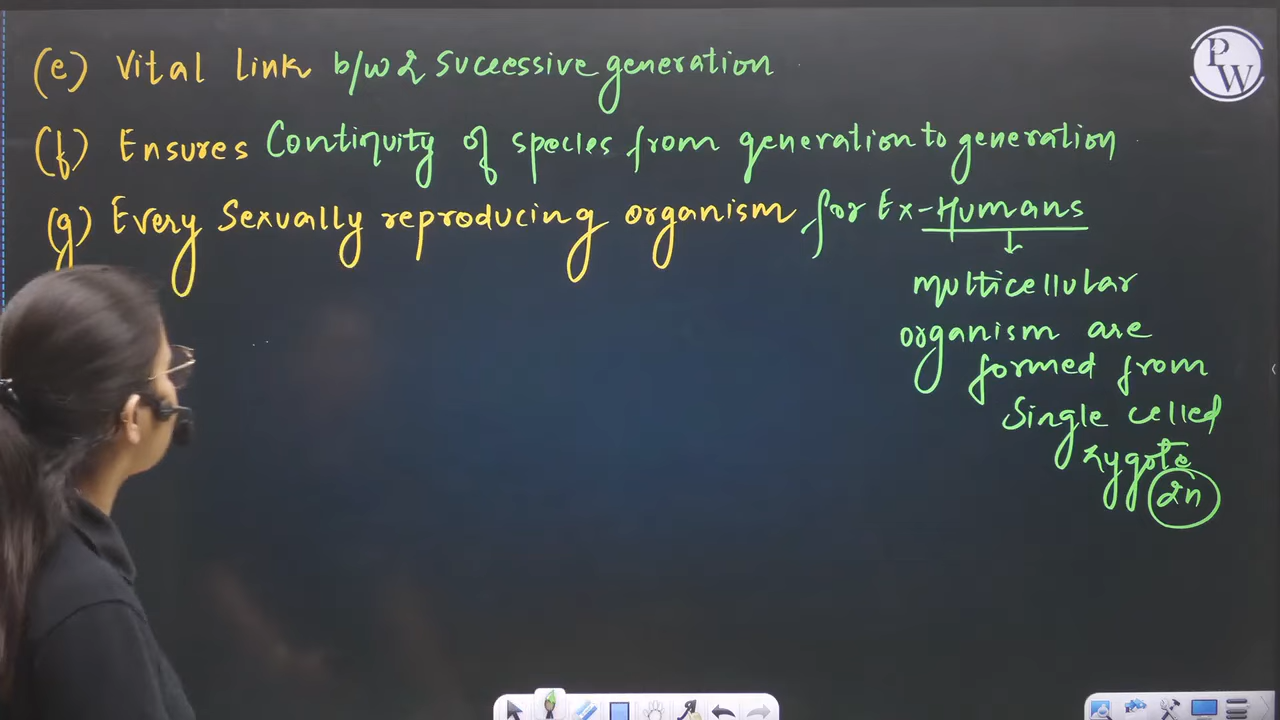 (e) Vital link b/w 2 successive generation
(f) Ensures Continuity of species from generation to generation
(g) Every Sexually reproducing organism for Ex-Humans
multicellular
organism are
formed from
Single celled
zygote
2n
PW